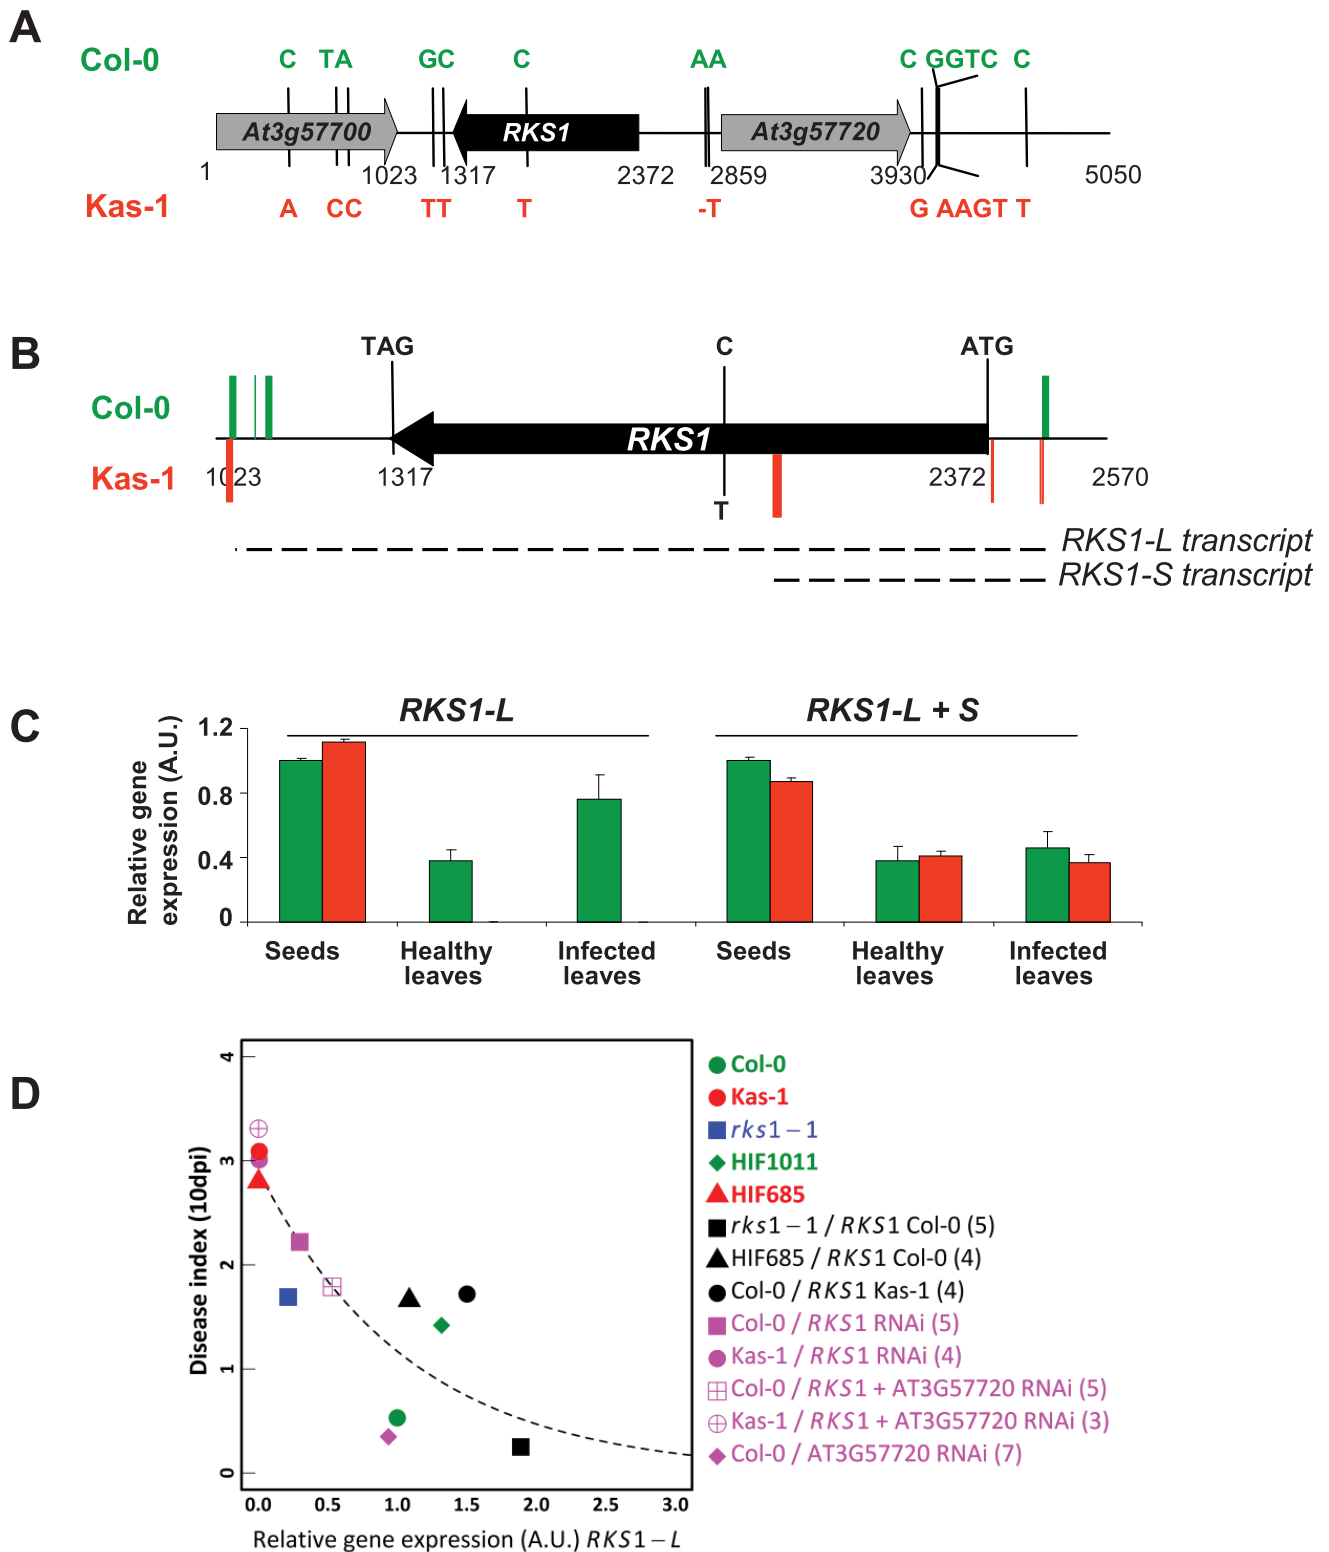 A
Col-0 C TA GC C AA C GGTC C
At3g57700 RKS1 At3g57720
1 1023 1317 2372 2859 3930 5050
Kas-1 A CC TT T -T G AAGT T
B
TAG C ATG
Col-0
RKS1
Kas-1 1023 1317 2372 2570
T
RKS1-L transcript
RKS1-S transcript
C
RKS1-L RKS1-L + S
Relative gene
expression (A.U.)
1.2
0.8
0.4
0
Seeds Healthy leaves Infected leaves Seeds Healthy leaves Infected leaves
D
Disease index (10dpi)
4
3
2
1
0
0.0 0.5 1.0 1.5 2.0 2.5 3.0
Relative gene expression (A.U.) RKS1 – L
Col-0
Kas-1
rks1 – 1
HIF1011
HIF685
rks1 – 1 / RKS1 Col-0 (5)
HIF685 / RKS1 Col-0 (4)
Col-0 / RKS1 Kas-1 (4)
Col-0 / RKS1 RNAi (5)
Kas-1 / RKS1 RNAi (4)
Col-0 / RKS1 + AT3G57720 RNAi (5)
Kas-1 / RKS1 + AT3G57720 RNAi (3)
Col-0 / AT3G57720 RNAi (7)